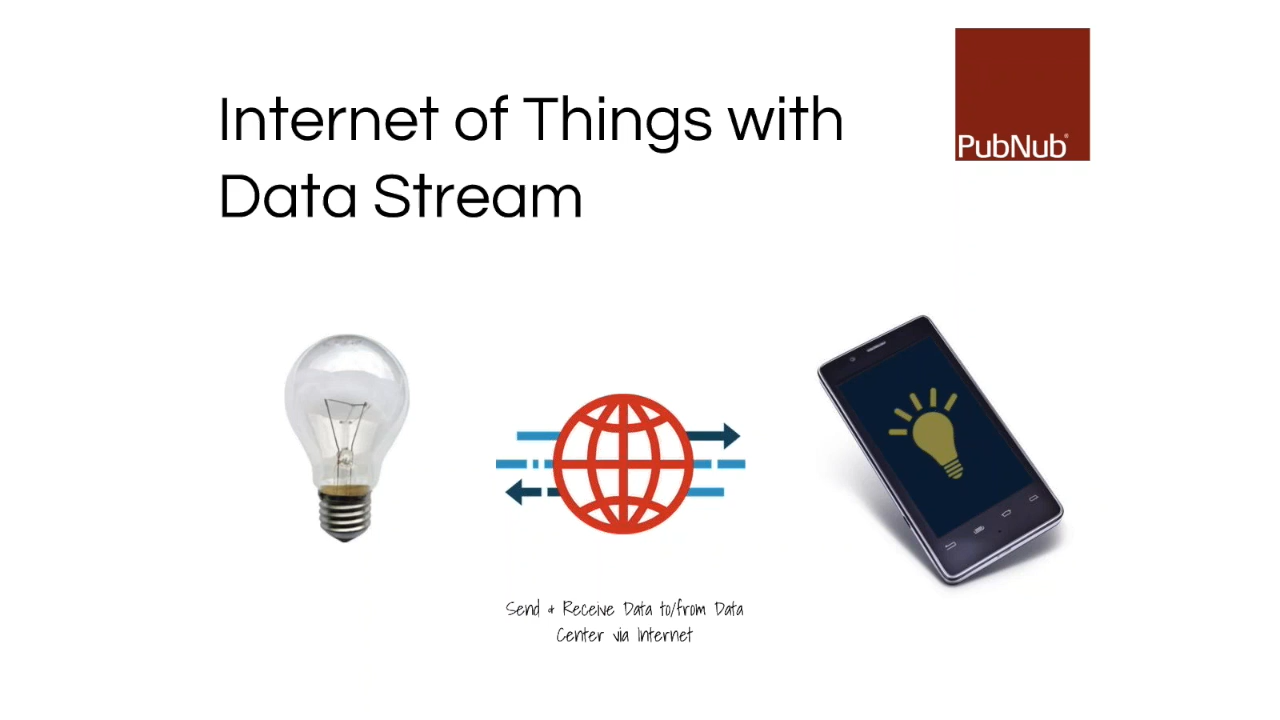 Internet of Things with
Data Stream
PubNub®
Send & Receive Data to/from Data
Center via Internet